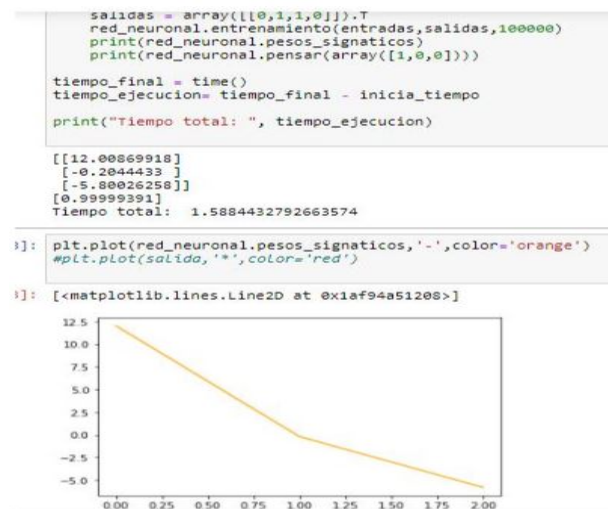 salidas = array([[0,1,1,0]]).T
red_neuronal.entrenamiento(entradas,salidas,100000)
print(red_neuronal.pesos_signaticos)
print(red_neuronal.pensar(array([1,0,0])))
tiempo_final = time()
tiempo_ejecucion= tiempo_final - inicia_tiempo
print("Tiempo total: ", tiempo_ejecucion)
[[12.00869918]
[-0.2044433 ]
[-5.80026258]]
[0.99999391]
Tiempo total: 1.5884432792663574
]: plt.plot(red_neuronal.pesos_signaticos,'-',color='orange')
#plt.plot(salida,'*',color='red')
]: [<matplotlib.lines.Line2D at 0x1af94a51208>]
12.5
10.0
7.5
5.0
2.5
0.0
−2.5
−5.0
0.00 0.25 0.50 0.75 1.00 1.25 1.50 1.75 2.00